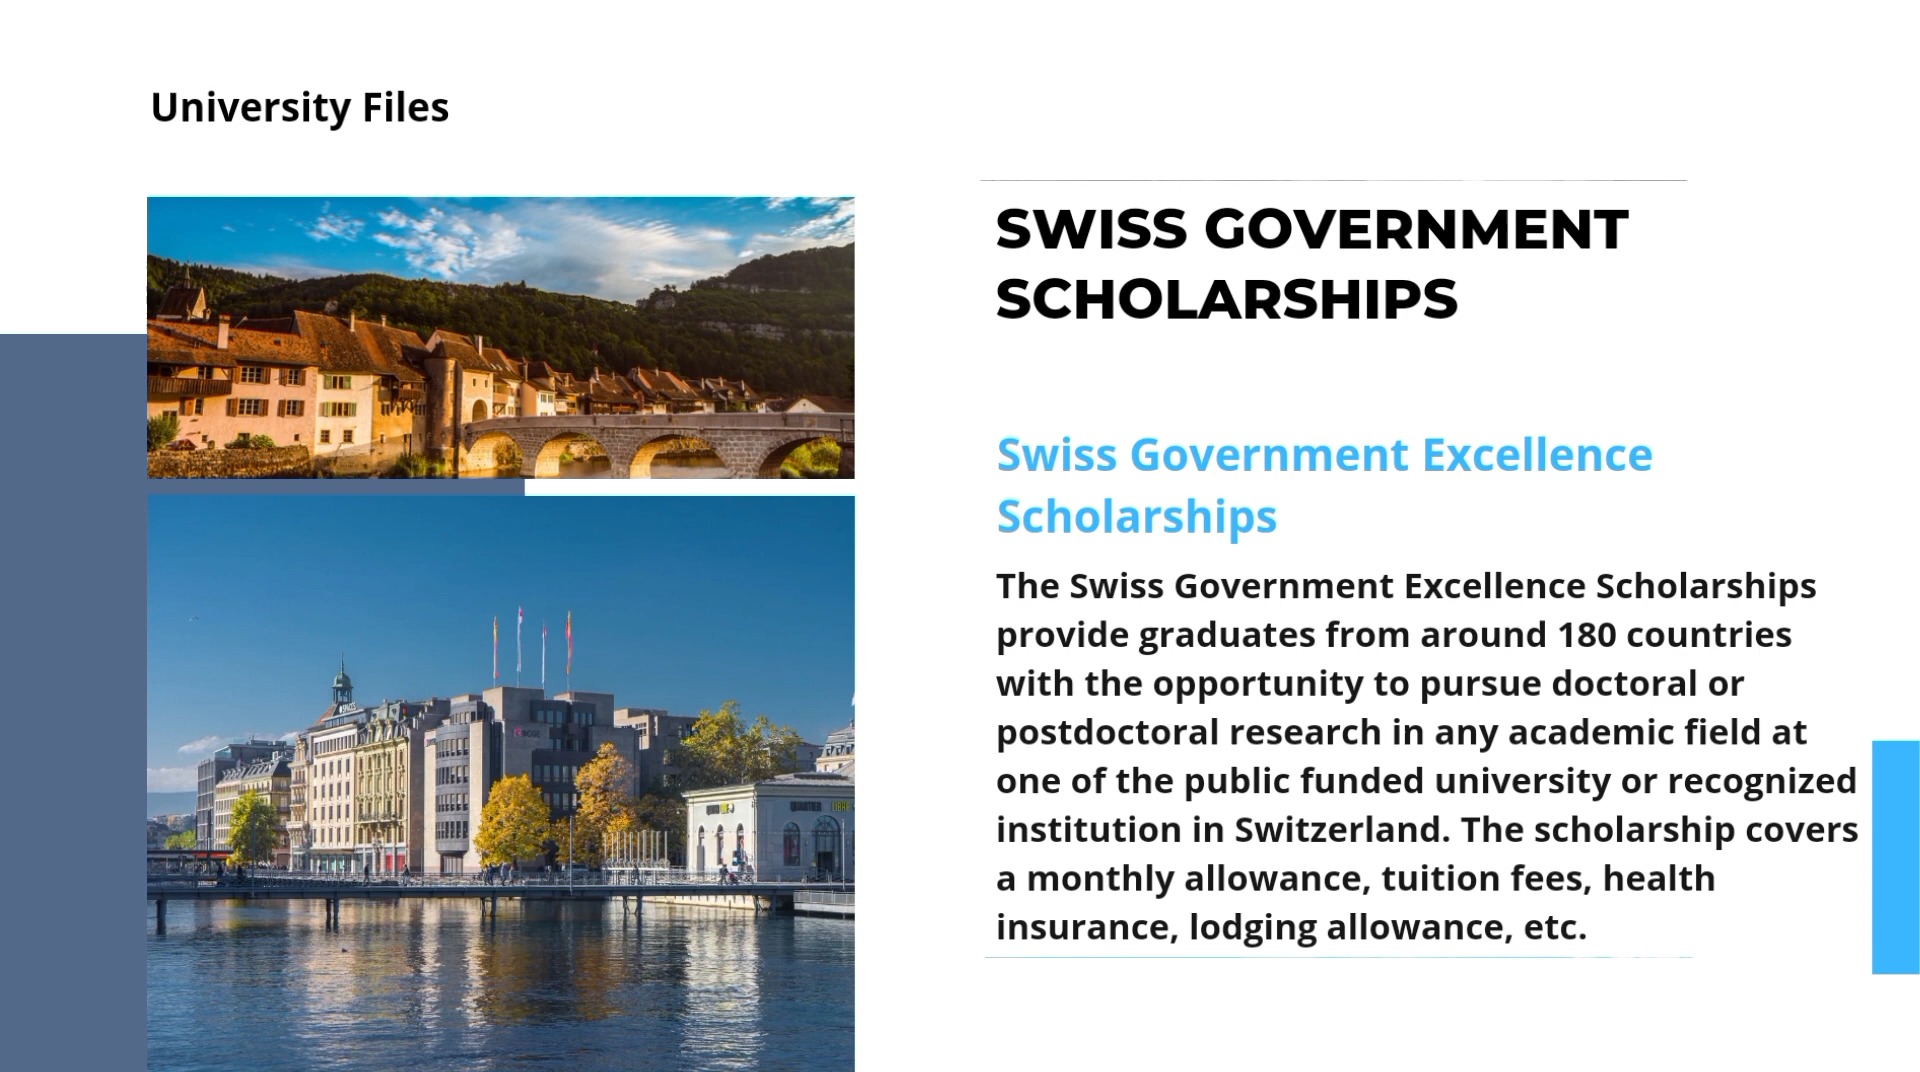 University Files
SWISS GOVERNMENT
SCHOLARSHIPS
Swiss Government Excellence
Scholarships
The Swiss Government Excellence Scholarships
provide graduates from around 180 countries
with the opportunity to pursue doctoral or
postdoctoral research in any academic field at
one of the public funded university or recognized
institution in Switzerland. The scholarship covers
a monthly allowance, tuition fees, health
insurance, lodging allowance, etc.
SPACES
BCGE
QUARTIER